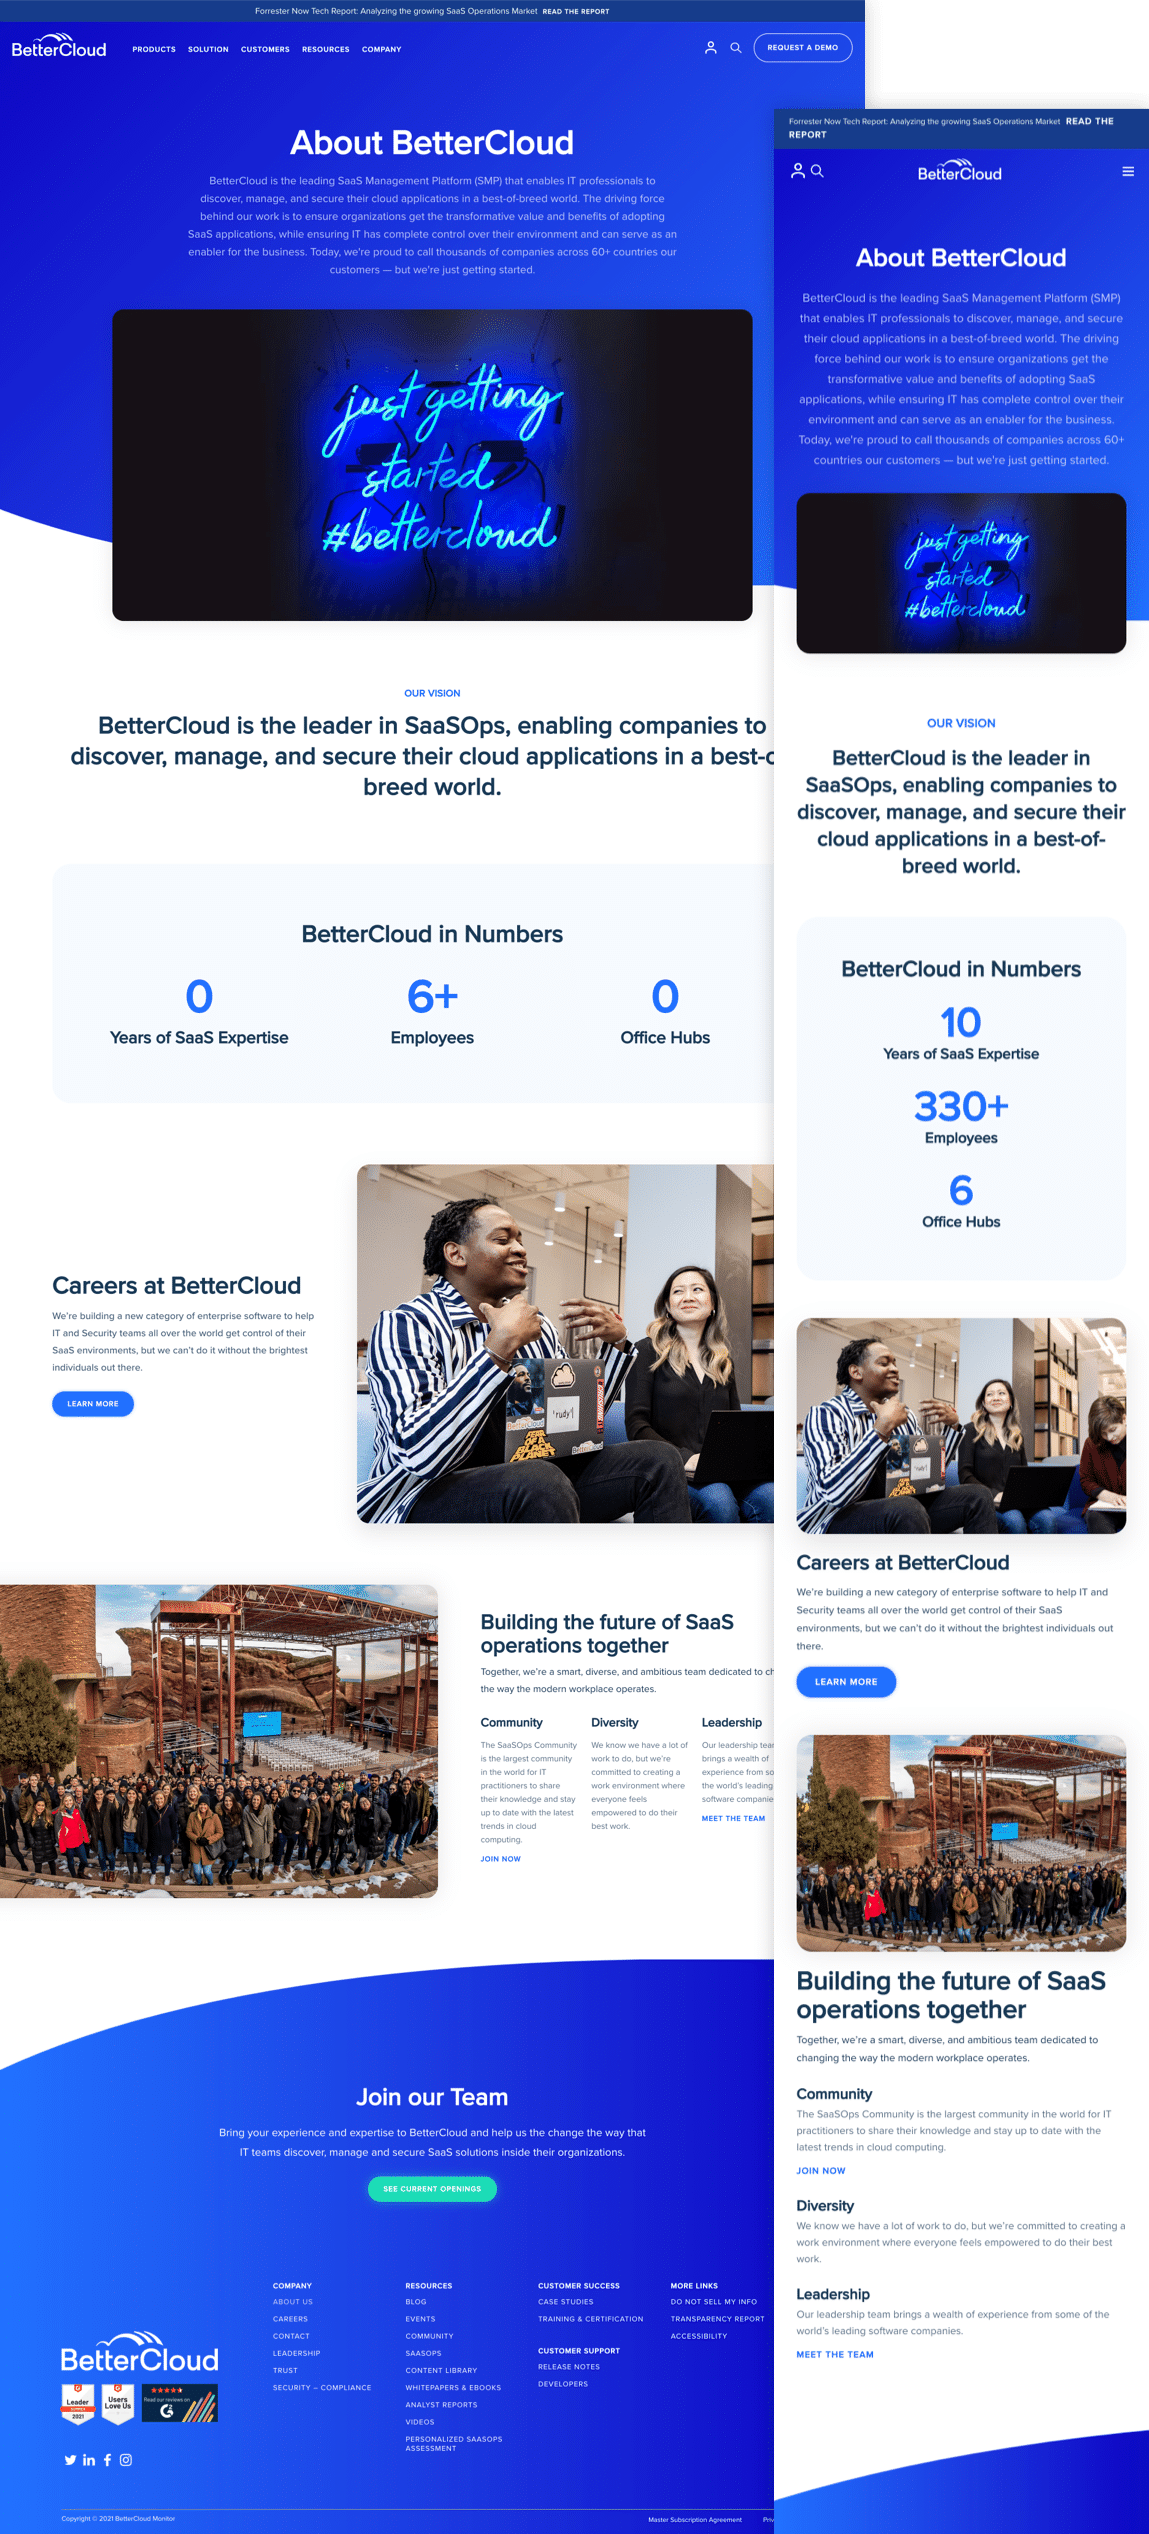 Forrester Now Tech Report: Analyzing the growing SaaS Operations Market READ THE REPORT
BetterCloud
PRODUCTS SOLUTION CUSTOMERS RESOURCES COMPANY
REQUEST A DEMO
About BetterCloud
BetterCloud is the leading SaaS Management Platform (SMP) that enables IT professionals to
discover, manage, and secure their cloud applications in a best-of-breed world. The driving force
behind our work is to ensure organizations get the transformative value and benefits of adopting
SaaS applications, while ensuring IT has complete control over their environment and can serve as an
enabler for the business. Today, we're proud to call thousands of companies across 60+ countries our
customers — but we're just getting started.
just getting
started
#bettercloud
OUR VISION
BetterCloud is the leader in SaaSOps, enabling companies to
discover, manage, and secure their cloud applications in a best-o
breed world.
BetterCloud in Numbers
0
Years of SaaS Expertise
6+
Employees
0
Office Hubs
Careers at BetterCloud
We're building a new category of enterprise software to help
IT and Security teams all over the world get control of their
SaaS environments, but we can't do it without the brightest
individuals out there.
LEARN MORE
'rudy'
BetterCloud
FEAR
OF A
BLACK
PLANET
BetterCloud
Building the future of SaaS
operations together
Together, we're a smart, diverse, and ambitious team dedicated to ch
the way the modern workplace operates.
Community
The SaaSOps Community
is the largest community
in the world for IT
practitioners to share
their knowledge and stay
up to date with the latest
trends in cloud
computing.
JOIN NOW
Diversity
We know we have a lot of
work to do, but we're
committed to creating a
work environment where
everyone feels
empowered to do their
best work.
Leadership
Our leadership tea
brings a wealth of
experience from so
the world's leading
software companie
MEET THE TEAM
Join our Team
Bring your experience and expertise to BetterCloud and help us the change the way that
IT teams discover, manage and secure SaaS solutions inside their organizations.
SEE CURRENT OPENINGS
BetterCloud
Leader
SUMMER
2021
Users
Love Us
Read our reviews on
COMPANY
ABOUT US
CAREERS
CONTACT
LEADERSHIP
TRUST
SECURITY – COMPLIANCE
RESOURCES
BLOG
EVENTS
COMMUNITY
SAASOPS
CONTENT LIBRARY
WHITEPAPERS & EBOOKS
ANALYST REPORTS
VIDEOS
PERSONALIZED SAASOPS
ASSESSMENT
CUSTOMER SUCCESS
CASE STUDIES
TRAINING & CERTIFICATION
CUSTOMER SUPPORT
RELEASE NOTES
DEVELOPERS
MORE LINKS
DO NOT SELL MY INFO
TRANSPARENCY REPORT
ACCESSIBILITY
Copyright © 2021 BetterCloud Monitor
Master Subscription Agreement
Priv
Forrester Now Tech Report: Analyzing the growing SaaS Operations Market READ THE
REPORT
BetterCloud
About BetterCloud
BetterCloud is the leading SaaS Management Platform (SMP)
that enables IT professionals to discover, manage, and secure
their cloud applications in a best-of-breed world. The driving
force behind our work is to ensure organizations get the
transformative value and benefits of adopting SaaS
applications, while ensuring IT has complete control over their
environment and can serve as an enabler for the business.
Today, we're proud to call thousands of companies across 60+
countries our customers — but we're just getting started.
just getting
started
#bettercloud
OUR VISION
BetterCloud is the leader in
SaaSOps, enabling companies to
discover, manage, and secure their
cloud applications in a best-of-
breed world.
BetterCloud in Numbers
10
Years of SaaS Expertise
330+
Employees
6
Office Hubs
Careers at BetterCloud
We're building a new category of enterprise software to help IT and
Security teams all over the world get control of their SaaS
environments, but we can't do it without the brightest individuals out
there.
LEARN MORE
Building the future of SaaS
operations together
Together, we're a smart, diverse, and ambitious team dedicated to
changing the way the modern workplace operates.
Community
The SaaSOps Community is the largest community in the world for IT
practitioners to share their knowledge and stay up to date with the
latest trends in cloud computing.
JOIN NOW
Diversity
We know we have a lot of work to do, but we're committed to creating a
work environment where everyone feels empowered to do their best
work.
Leadership
Our leadership team brings a wealth of experience from some of the
world's leading software companies.
MEET THE TEAM